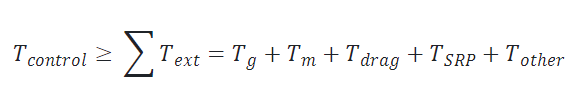 T_control ≥ ∑ T_ext = T_g + T_m + T_drag + T_SRP + T_other